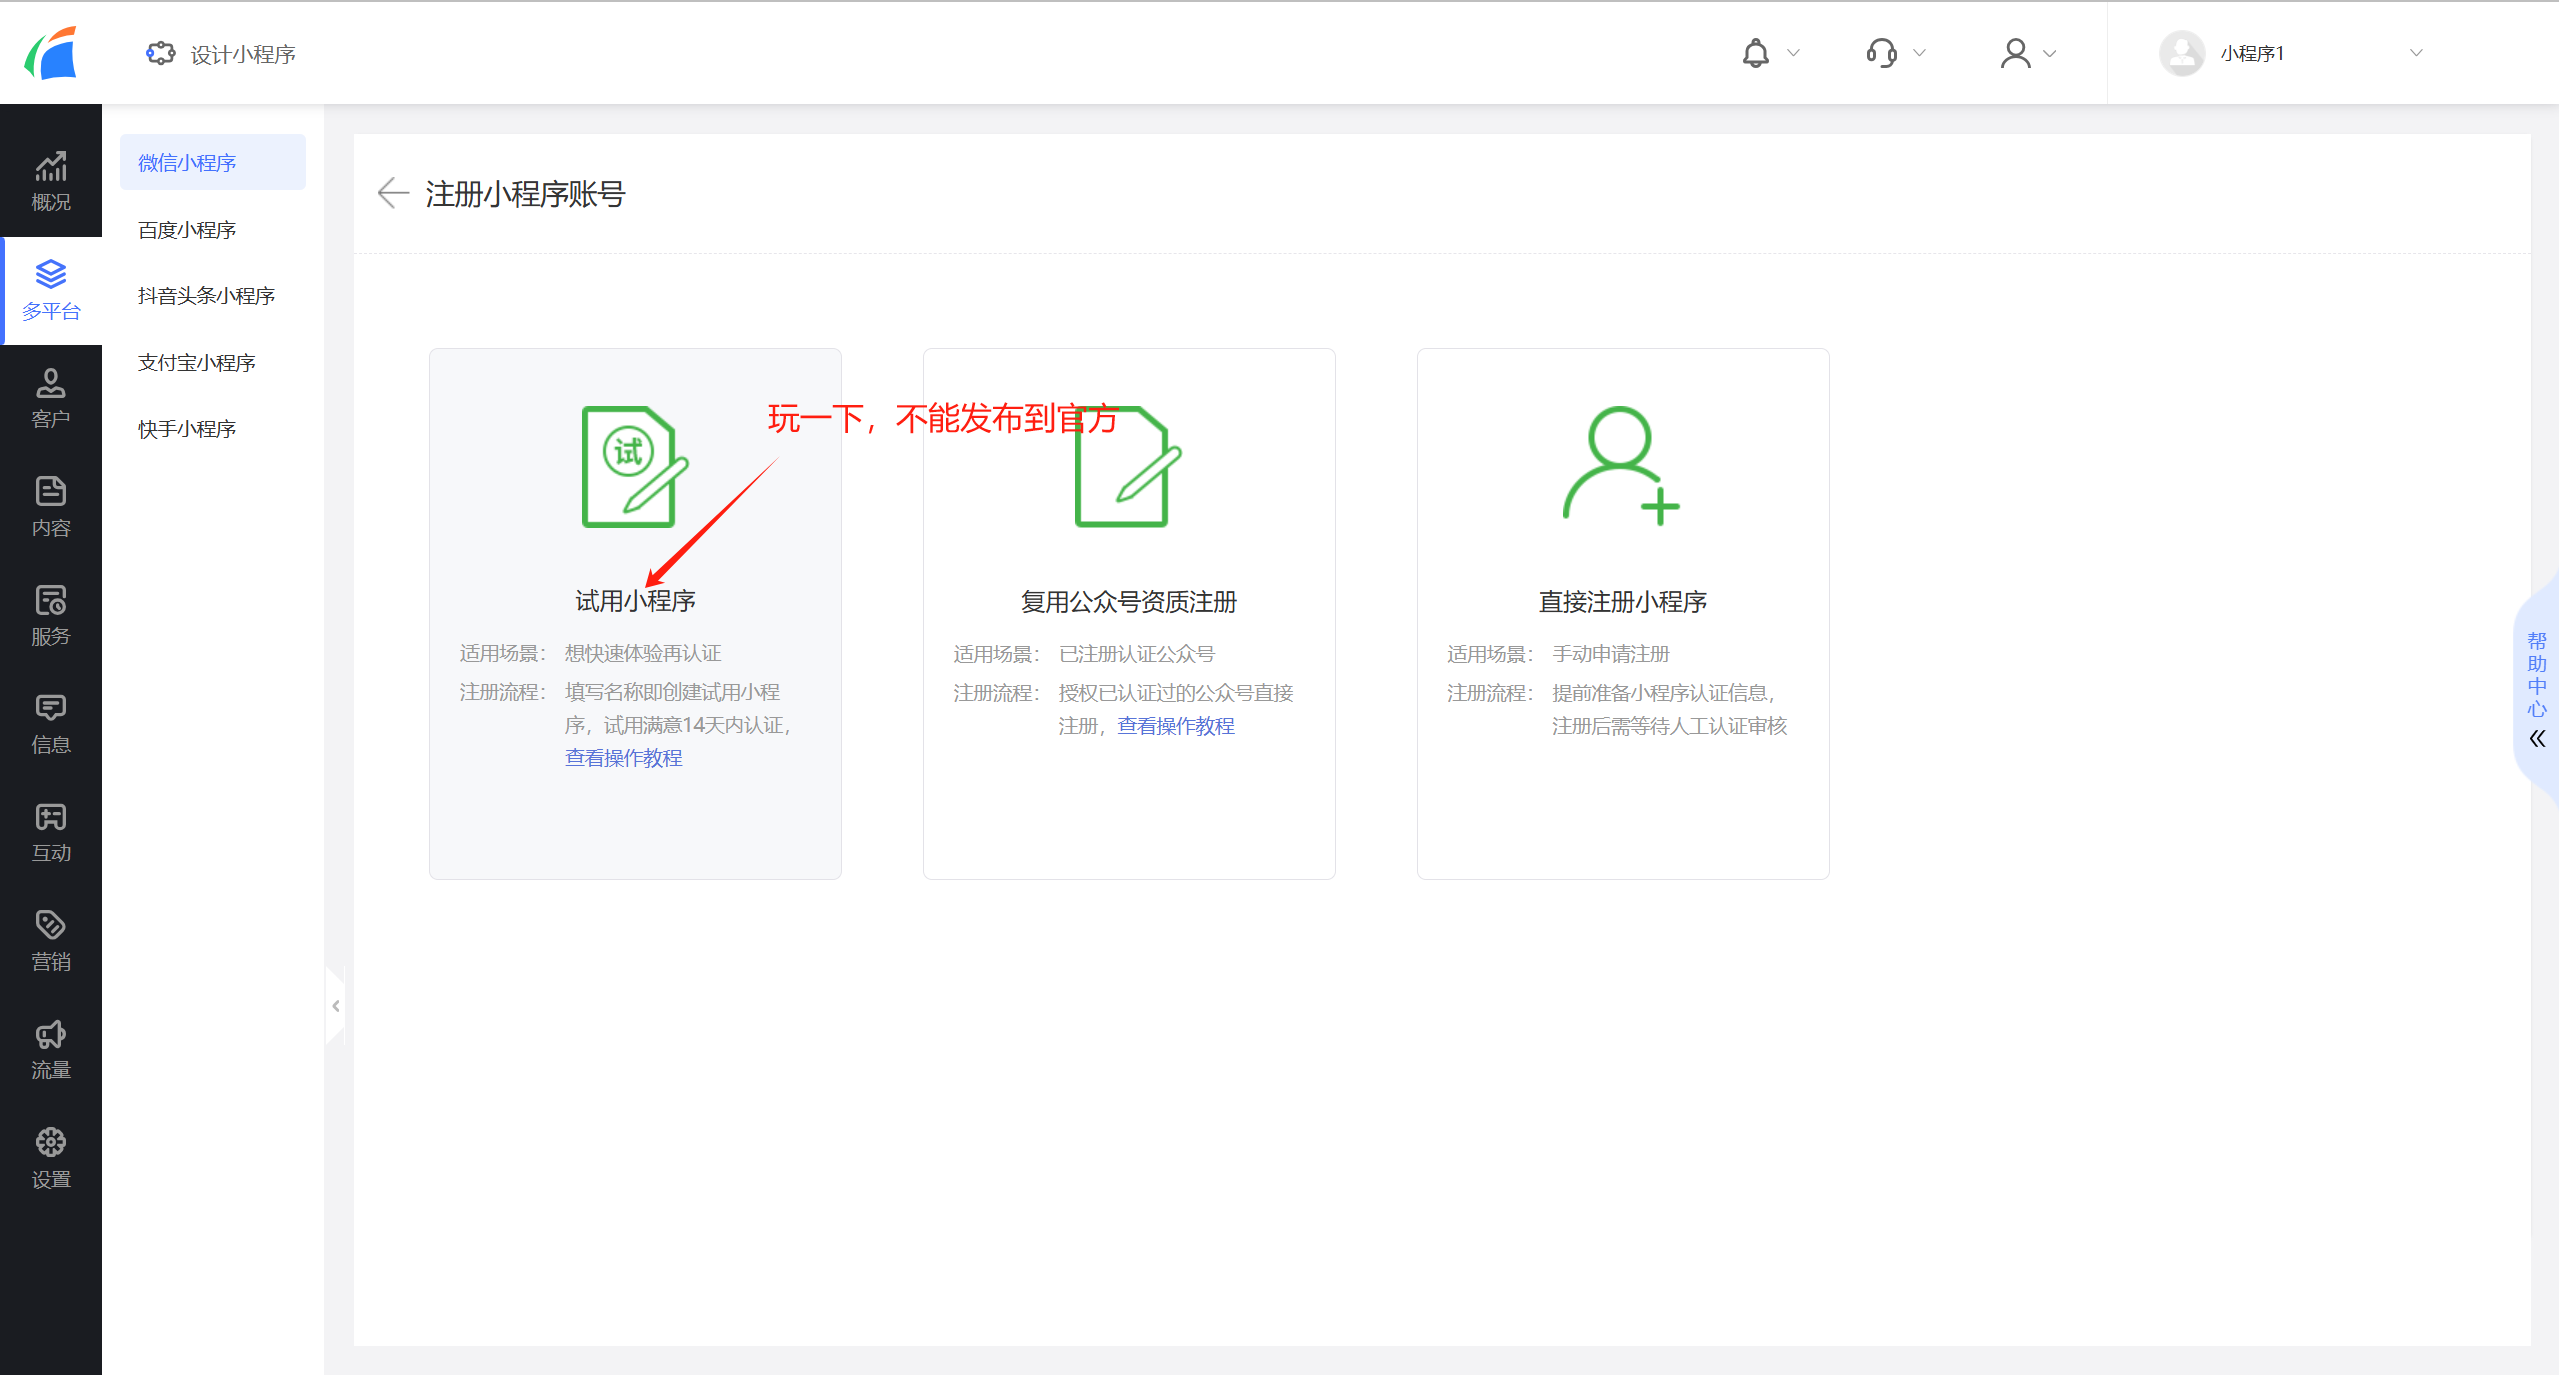 设计小程序
小程序1
概况
多平台
客户
内容
服务
信息
互动
营销
流量
设置
微信小程序
百度小程序
抖音头条小程序
支付宝小程序
快手小程序
注册小程序账号
玩一下，不能发布到官方
试
试用小程序
适用场景： 想快速体验再认证
注册流程： 填写名称即创建试用小程
序，试用满意14天内认证，
查看操作教程
复用公众号资质注册
适用场景： 已注册认证公众号
注册流程： 授权已认证过的公众号直接
注册，查看操作教程
直接注册小程序
适用场景： 手动申请注册
注册流程： 提前准备小程序认证信息，
注册后需等待人工认证审核
帮助中心